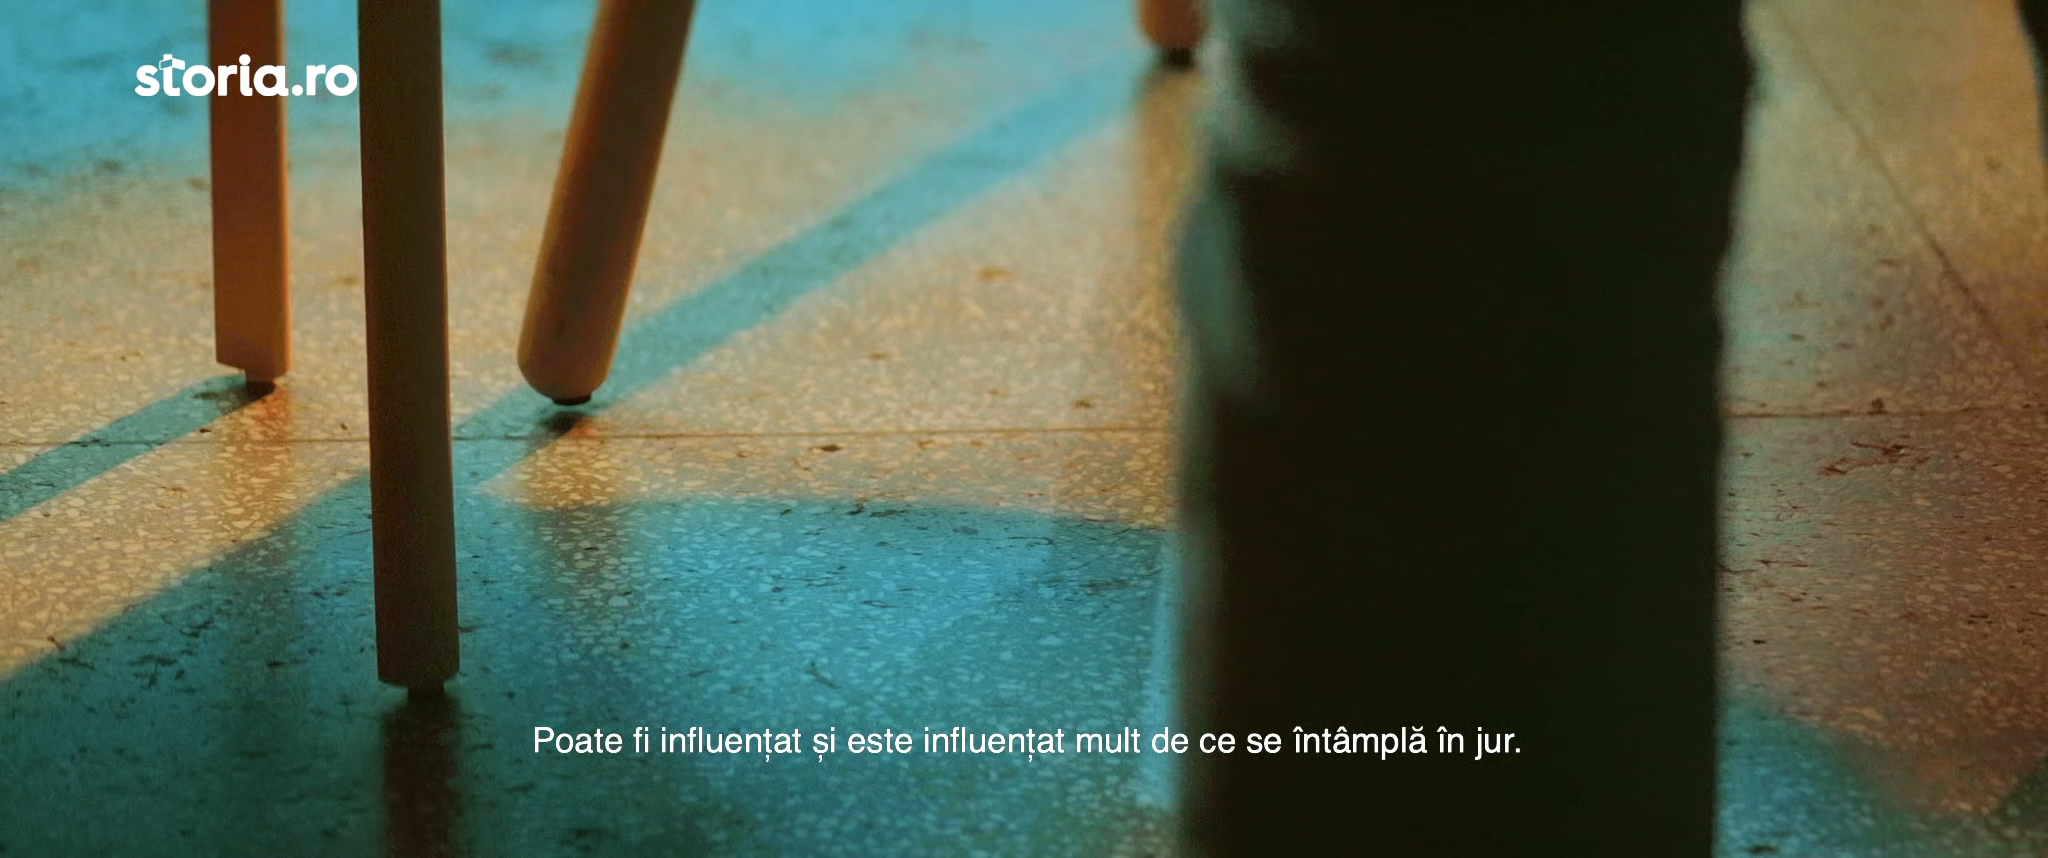 storia.ro
Poate fi influențat și este influențat mult de ce se întâmplă în jur.